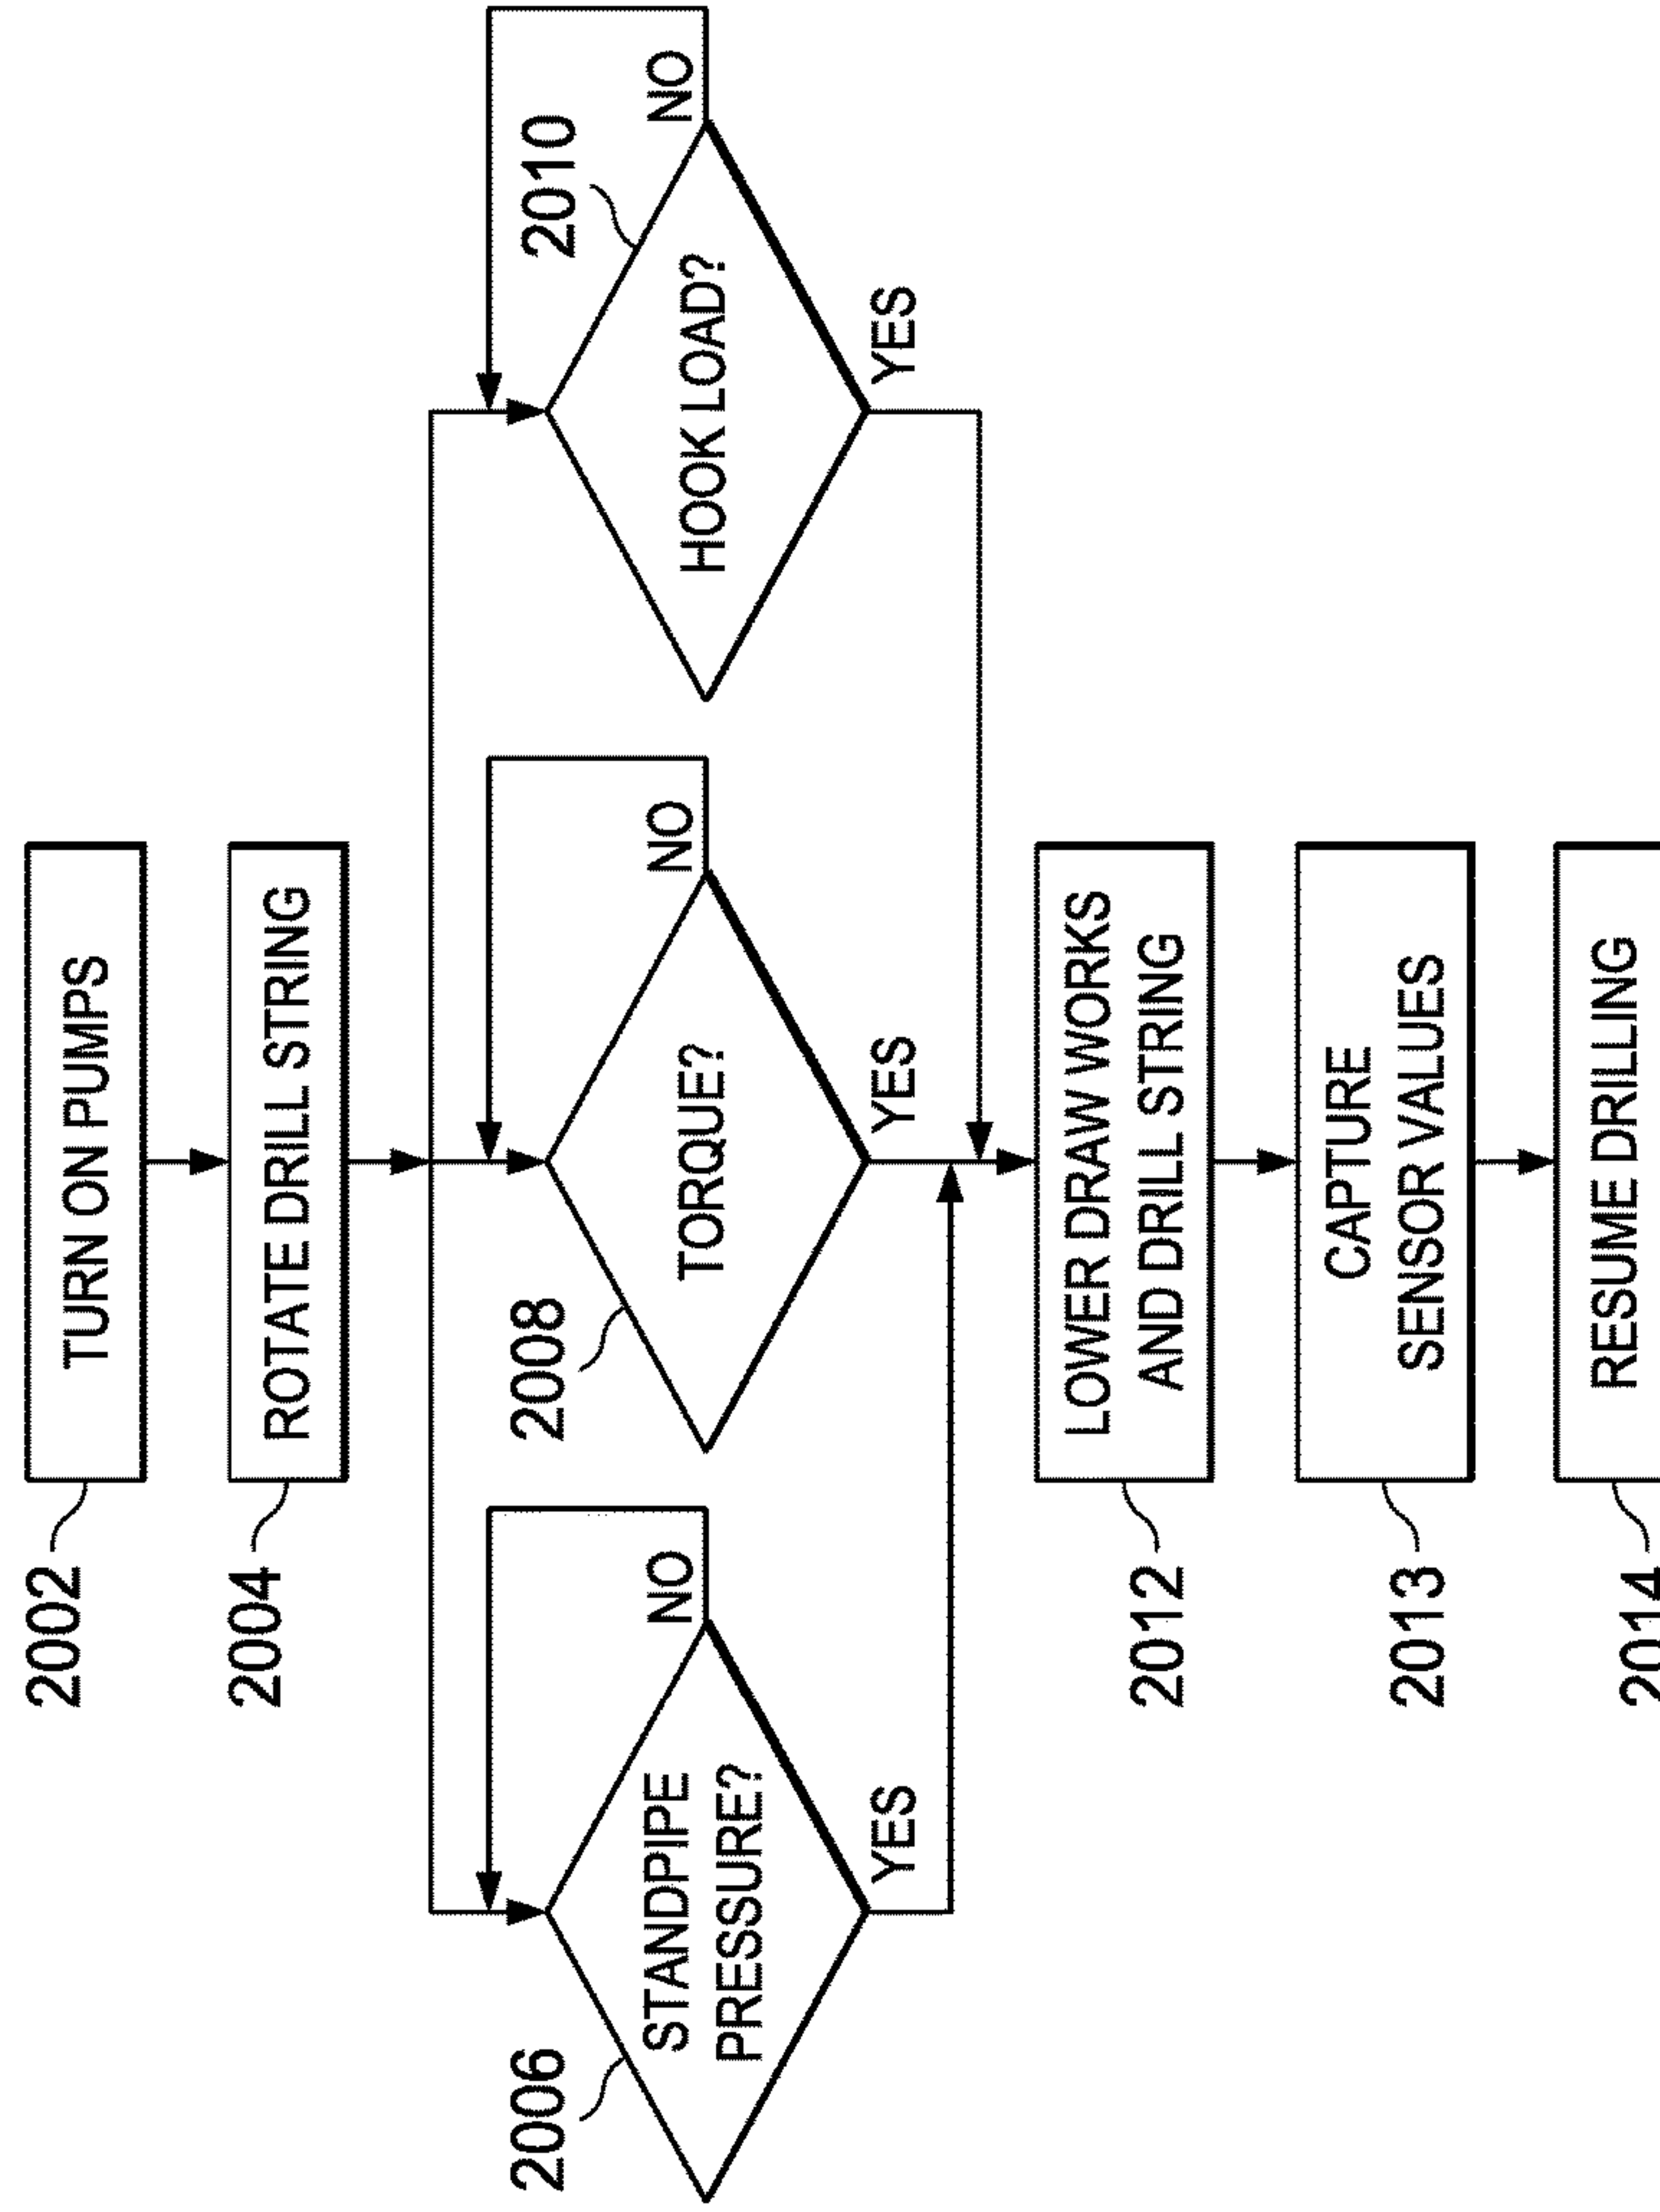 2002
TURN ON PUMPS
2004
ROTATE DRILL STRING
2006
STANDPIPE
PRESSURE?
NO
YES
2008
TORQUE?
NO
YES
2010
HOOK LOAD?
NO
YES
2012
LOWER DRAW WORKS
AND DRILL STRING
2013
CAPTURE
SENSOR VALUES
2014
RESUME DRILLING